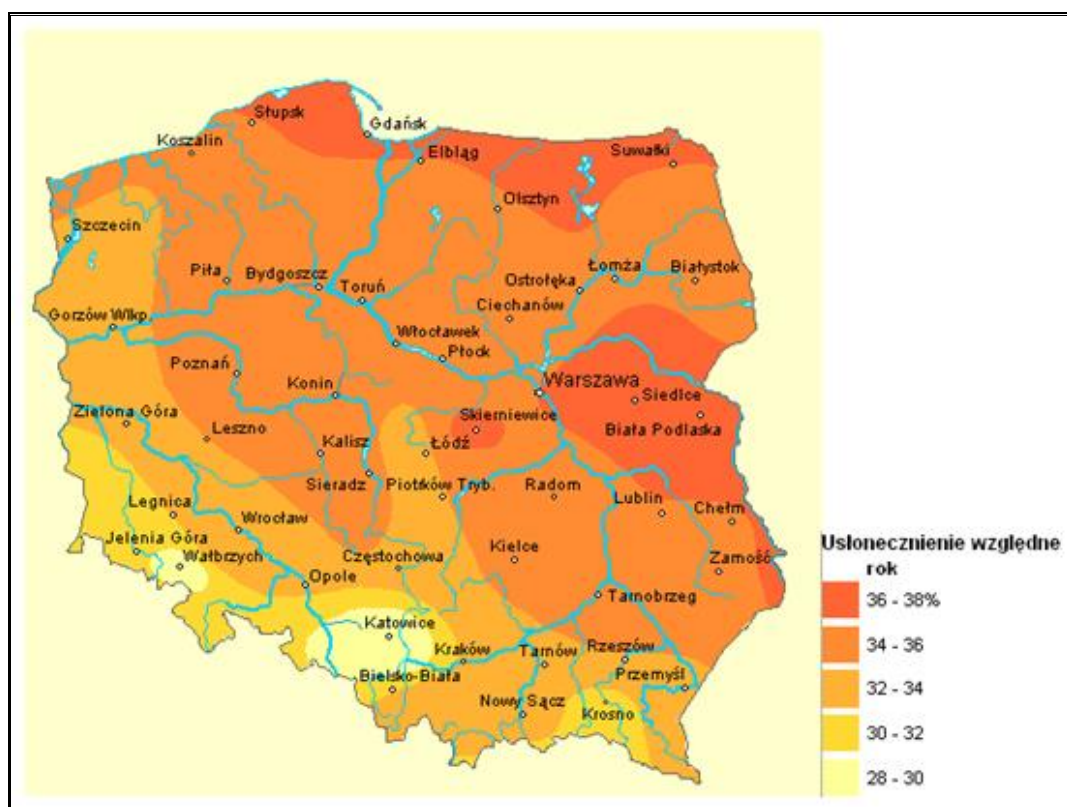 Słupsk
Gdańsk
Koszalin
Elbląg
Suwałki
Olsztyn
Szczecin
Piła
Bydgoszcz
Toruń
Ostrołęka
Łomża
Białystok
Ciechanów
Gorzów Wlkp.
Włocławek
Płock
Poznań
Konin
Warszawa
Siedlce
Skierniewice
Zielona Góra
Biała Podlaska
Leszno
Kalisz
Łódź
Sieradz
Piotrków Tryb.
Radom
Lublin
Chełm
Legnica
Wrocław
Jelenia Góra
Wałbrzych
Częstochowa
Kielce
Zamość
Opole
Tarnobrzeg
Katowice
Kraków
Tarnów
Rzeszów
Przemyśl
Bielsko-Biała
Nowy Sącz
Krosno
Usłonecznienie względne
rok
36 - 38%
34 - 36
32 - 34
30 - 32
28 - 30